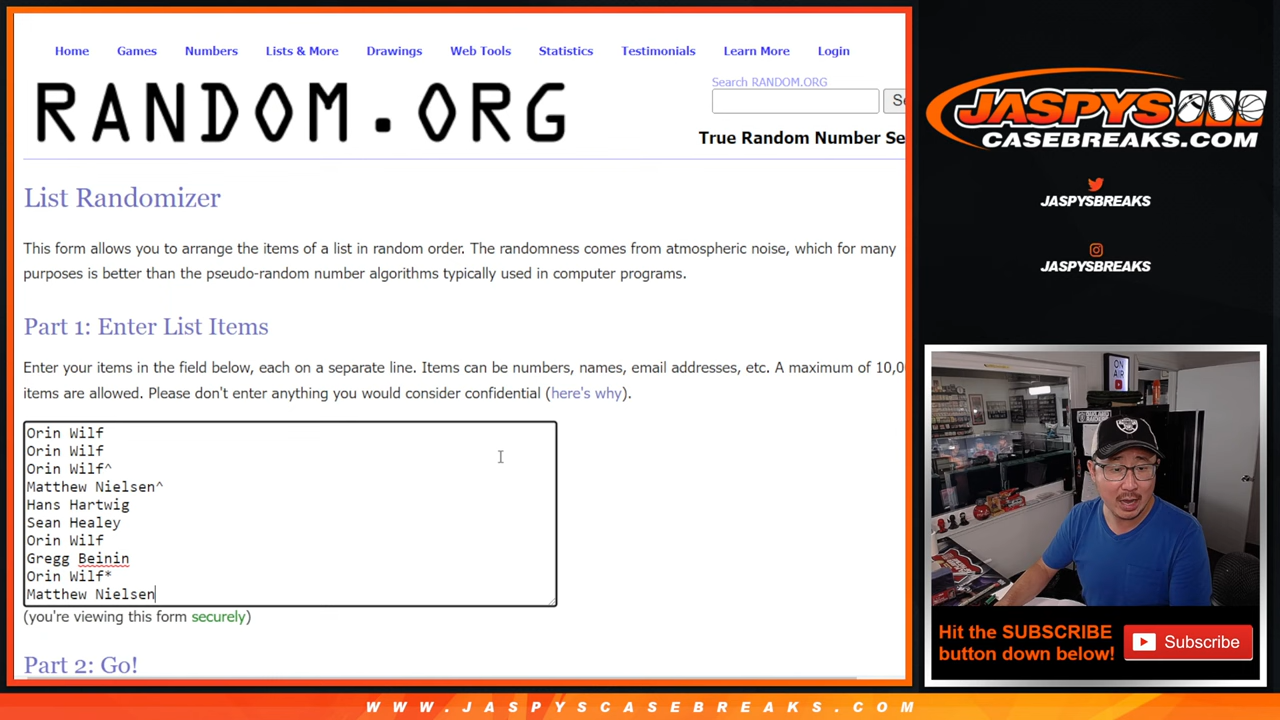 Home Games Numbers Lists & More Drawings Web Tools Statistics Testimonials Learn More Login
RANDOM.ORG
Search RANDOM.ORG
True Random Number Se
List Randomizer
This form allows you to arrange the items of a list in random order. The randomness comes from atmospheric noise, which for many
purposes is better than the pseudo-random number algorithms typically used in computer programs.
Part 1: Enter List Items
Enter your items in the field below, each on a separate line. Items can be numbers, names, email addresses, etc. A maximum of 10,0
items are allowed. Please don't enter anything you would consider confidential (here's why).
Orin Wilf
Orin Wilf
Orin Wilf^
Matthew Nielsen^
Hans Hartwig
Sean Healey
Orin Wilf
Gregg Beinin
Orin Wilf*
Matthew Nielsen
(you're viewing this form securely)
Part 2: Go!
JASPYS
CASEBREAKS.COM
JASPYSBREAKS
JASPYSBREAKS
ON
AIR
Hit the SUBSCRIBE
button down below!
Subscribe
WWW.JASPYSCASEBREAKS.COM